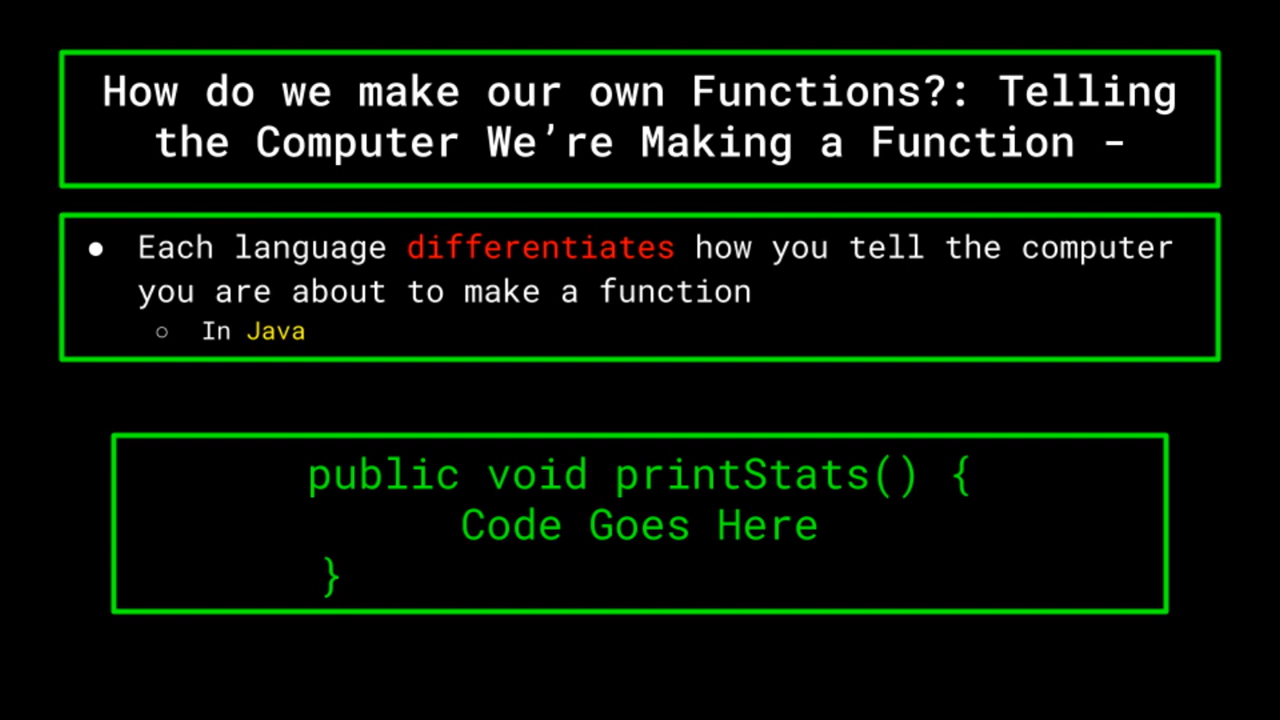 How do we make our own Functions?: Telling
the Computer We’re Making a Function -
● Each language differentiates how you tell the computer
you are about to make a function
○ In Java
public void printStats() {
Code Goes Here
}